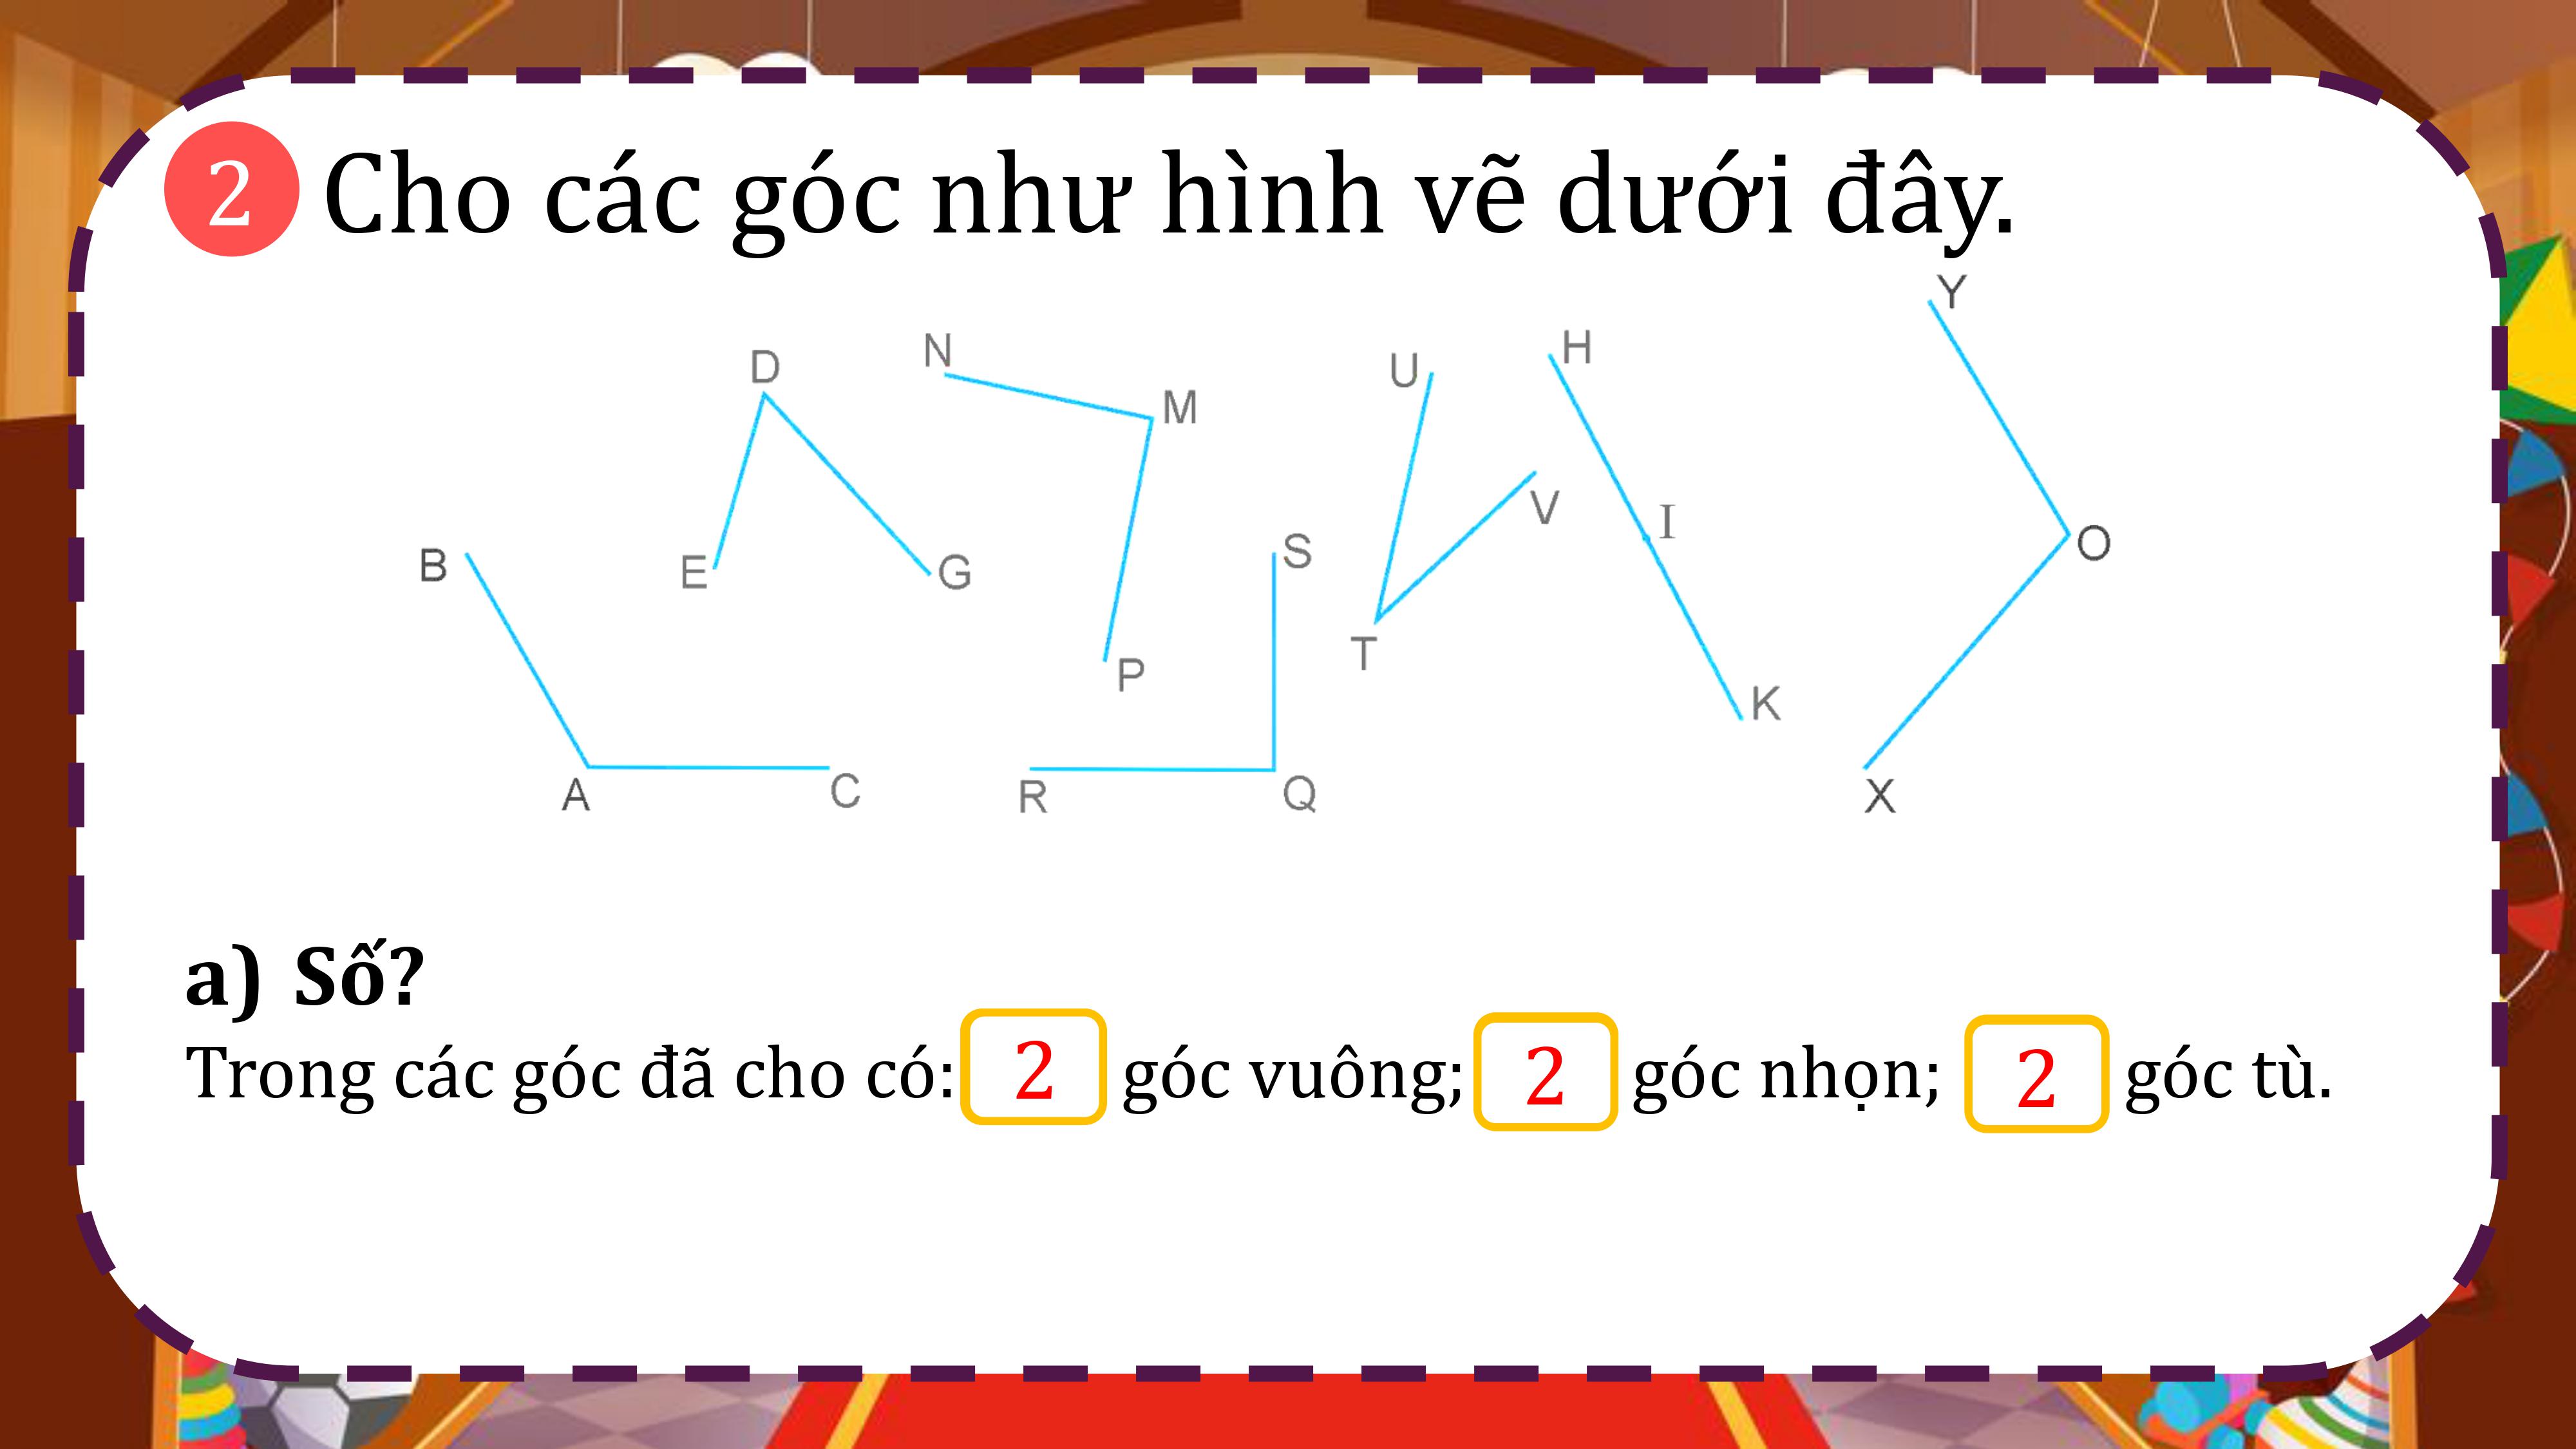 2 Cho các góc như hình vẽ dưới đây.
Y
D N M U H
B E G S V I O
P T
K
A C R Q X
a) Số?
Trong các góc đã cho có: 2 góc vuông; 2 góc nhọn; 2 góc tù.